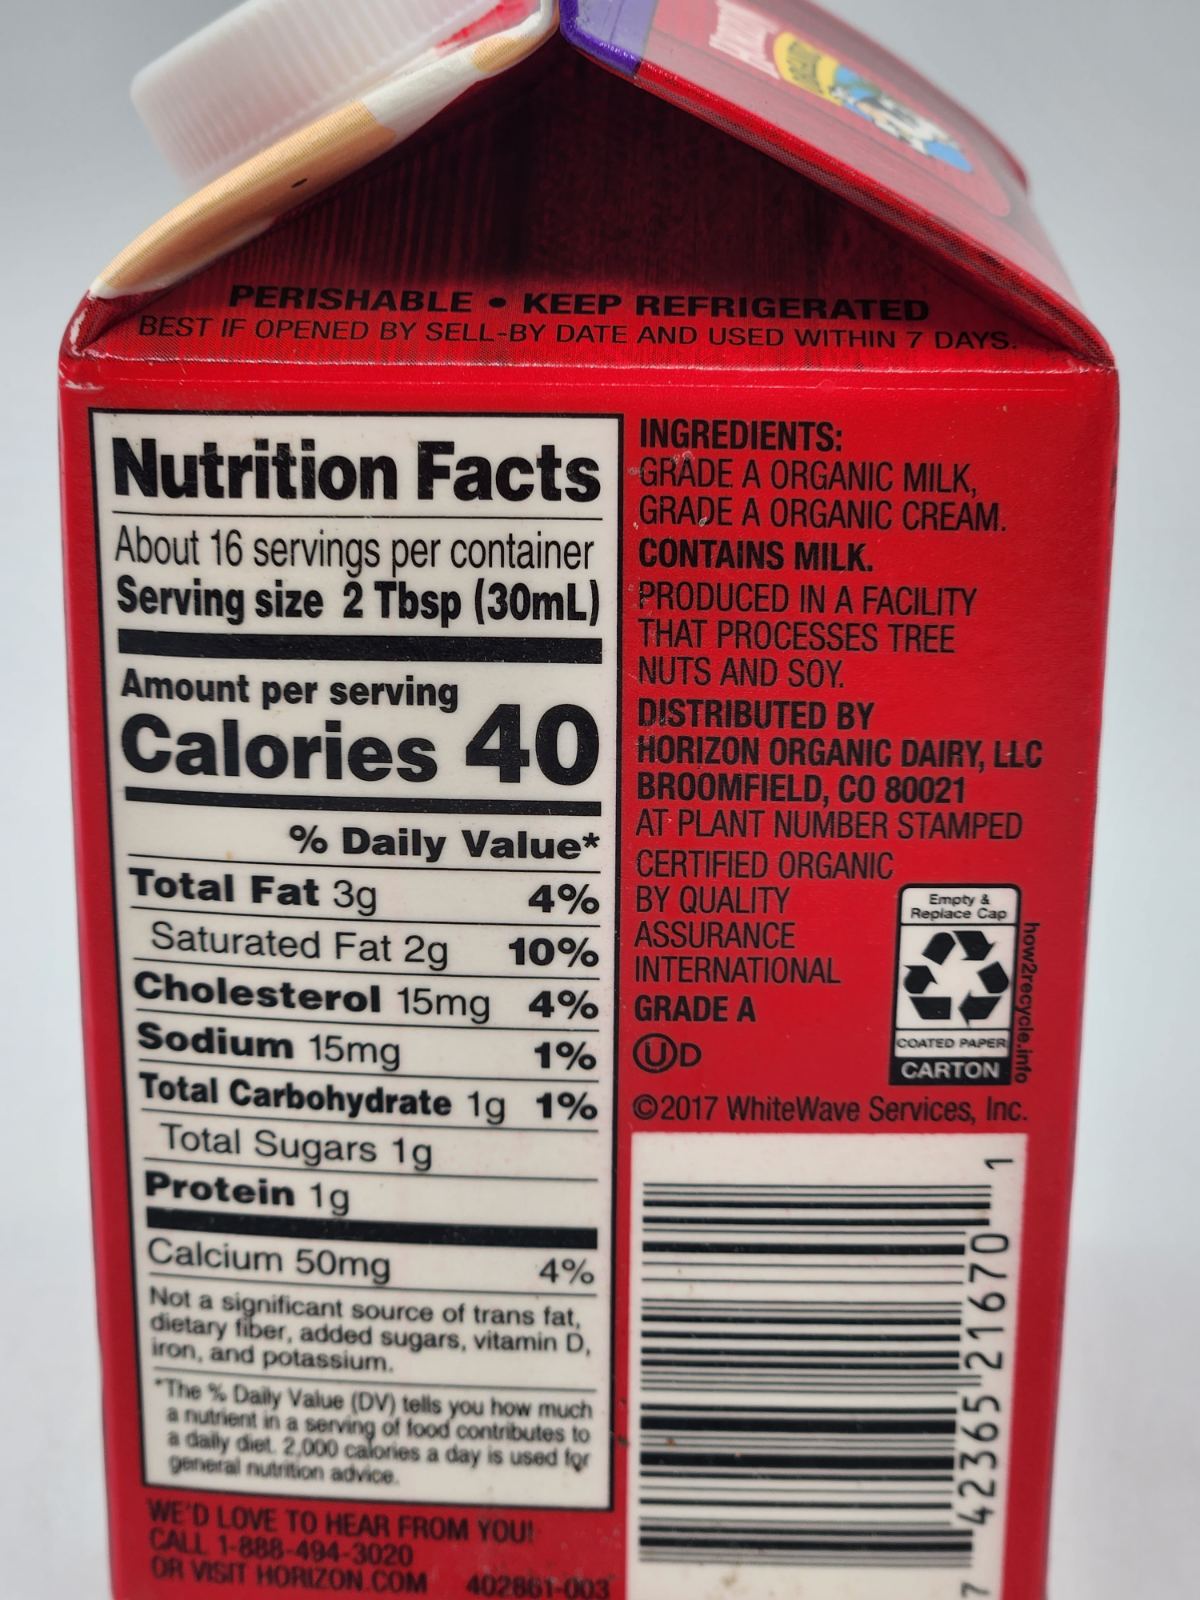 PERISHABLE • KEEP REFRIGERATED
BEST IF OPENED BY SELL-BY DATE AND USED WITHIN 7 DAYS.
Nutrition Facts
About 16 servings per container
Serving size 2 Tbsp (30mL)
Amount per serving
Calories 40
% Daily Value*
Total Fat 3g 4%
Saturated Fat 2g 10%
Cholesterol 15mg 4%
Sodium 15mg 1%
Total Carbohydrate 1g 1%
Total Sugars 1g
Protein 1g
Calcium 50mg 4%
Not a significant source of trans fat,
dietary fiber, added sugars, vitamin D,
iron, and potassium.
*The % Daily Value (DV) tells you how much
a nutrient in a serving of food contributes to
a daily diet. 2,000 calories a day is used for
general nutrition advice.
WE'D LOVE TO HEAR FROM YOU!
CALL 1-888-494-3020
OR VISIT HORIZON.COM 402861-003
INGREDIENTS:
GRADE A ORGANIC MILK,
GRADE A ORGANIC CREAM.
CONTAINS MILK.
PRODUCED IN A FACILITY
THAT PROCESSES TREE
NUTS AND SOY.
DISTRIBUTED BY
HORIZON ORGANIC DAIRY, LLC
BROOMFIELD, CO 80021
AT PLANT NUMBER STAMPED
CERTIFIED ORGANIC
BY QUALITY
ASSURANCE
INTERNATIONAL
GRADE A
UD
Empty &
Replace Cap
COATED PAPER
CARTON
how2recycle.info
©2017 WhiteWave Services, Inc.
7 42365 21670 1